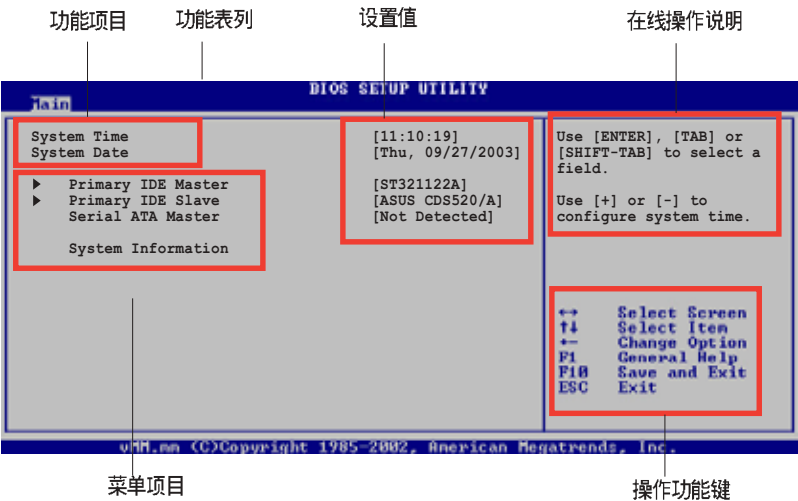 功能项目 功能表列 设置值 在线操作说明
BIOS SETUP UTILITY
Main
System Time [11:10:19] Use [ENTER], [TAB] or
System Date [Thu, 09/27/2003] [SHIFT-TAB] to select a
field.
Primary IDE Master [ST321122A]
Primary IDE Slave [ASUS CDS520/A] Use [+] or [-] to
Serial ATA Master [Not Detected] configure system time.
System Information
↔ Select Screen
↑↓ Select Item
+- Change Option
F1 General Help
F10 Save and Exit
ESC Exit
vMM.mm (C)Copyright 1985-2002, American Megatrends, Inc.
菜单项目 操作功能键